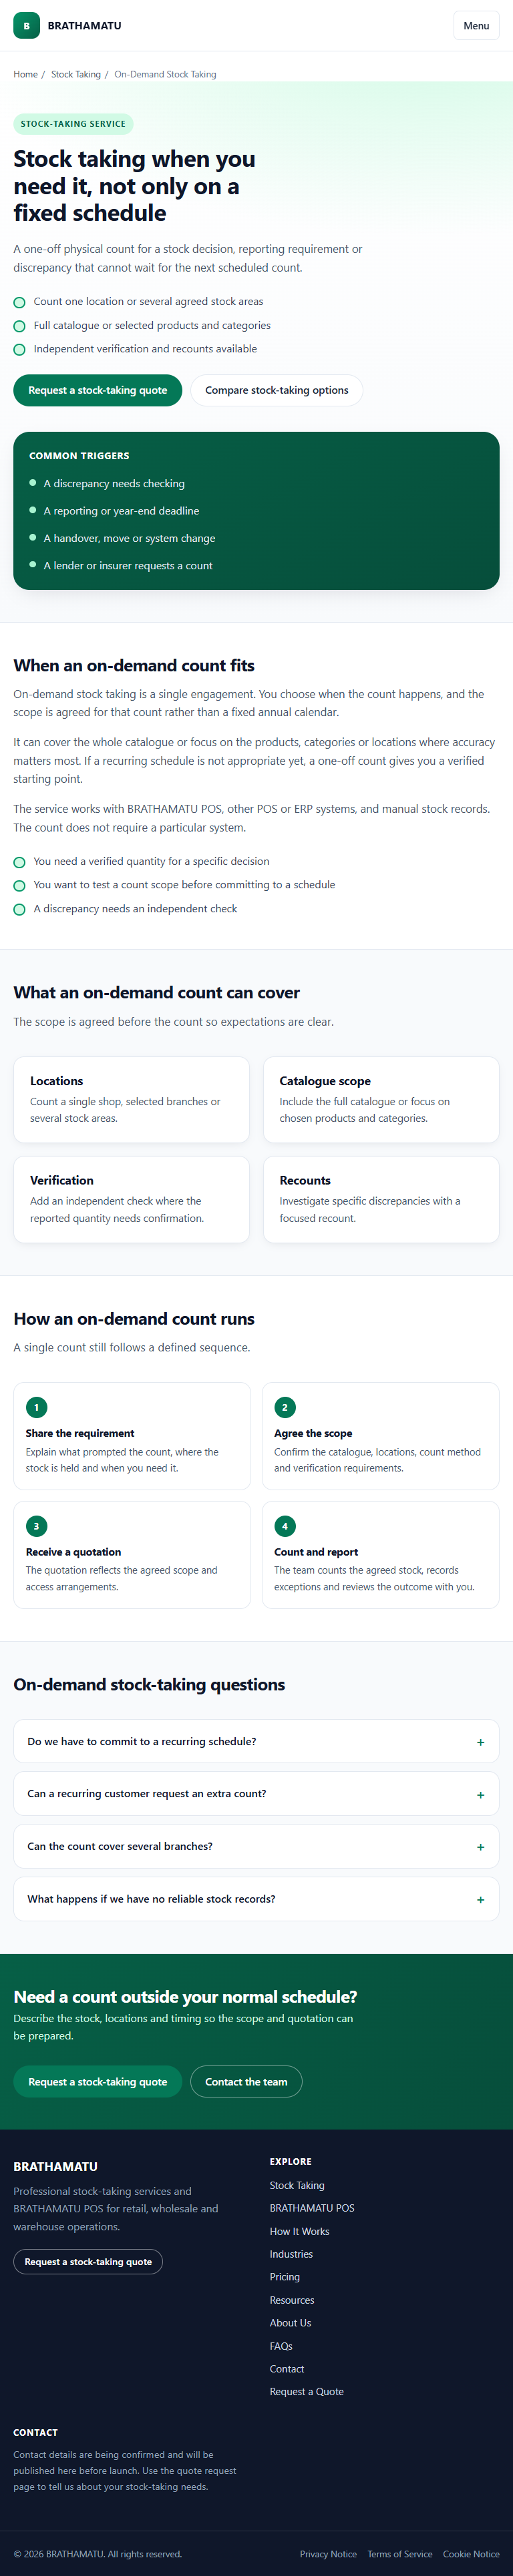 B BRATHAMATU
Menu
Home / Stock Taking / On-Demand Stock Taking
STOCK-TAKING SERVICE
Stock taking when you
need it, not only on a
fixed schedule
A one-off physical count for a stock decision, reporting requirement or
discrepancy that cannot wait for the next scheduled count.
Count one location or several agreed stock areas
Full catalogue or selected products and categories
Independent verification and recounts available
Request a stock-taking quote
Compare stock-taking options
COMMON TRIGGERS
A discrepancy needs checking
A reporting or year-end deadline
A handover, move or system change
A lender or insurer requests a count
When an on-demand count fits
On-demand stock taking is a single engagement. You choose when the count happens, and the
scope is agreed for that count rather than a fixed annual calendar.
It can cover the whole catalogue or focus on the products, categories or locations where accuracy
matters most. If a recurring schedule is not appropriate yet, a one-off count gives you a verified
starting point.
The service works with BRATHAMATU POS, other POS or ERP systems, and manual stock records.
The count does not require a particular system.
You need a verified quantity for a specific decision
You want to test a count scope before committing to a schedule
A discrepancy needs an independent check
What an on-demand count can cover
The scope is agreed before the count so expectations are clear.
Locations
Count a single shop, selected branches or
several stock areas.
Catalogue scope
Include the full catalogue or focus on
chosen products and categories.
Verification
Add an independent check where the
reported quantity needs confirmation.
Recounts
Investigate specific discrepancies with a
focused recount.
How an on-demand count runs
A single count still follows a defined sequence.
1
Share the requirement
Explain what prompted the count, where the
stock is held and when you need it.
2
Agree the scope
Confirm the catalogue, locations, count method
and verification requirements.
3
Receive a quotation
The quotation reflects the agreed scope and
access arrangements.
4
Count and report
The team counts the agreed stock, records
exceptions and reviews the outcome with you.
On-demand stock-taking questions
Do we have to commit to a recurring schedule? +
Can a recurring customer request an extra count? +
Can the count cover several branches? +
What happens if we have no reliable stock records? +
Need a count outside your normal schedule?
Describe the stock, locations and timing so the scope and quotation can
be prepared.
Request a stock-taking quote
Contact the team
BRATHAMATU
Professional stock-taking services and
BRATHAMATU POS for retail, wholesale and
warehouse operations.
Request a stock-taking quote
EXPLORE
Stock Taking
BRATHAMATU POS
How It Works
Industries
Pricing
Resources
About Us
FAQs
Contact
Request a Quote
CONTACT
Contact details are being confirmed and will be
published here before launch. Use the quote request
page to tell us about your stock-taking needs.
© 2026 BRATHAMATU. All rights reserved.
Privacy Notice Terms of Service Cookie Notice